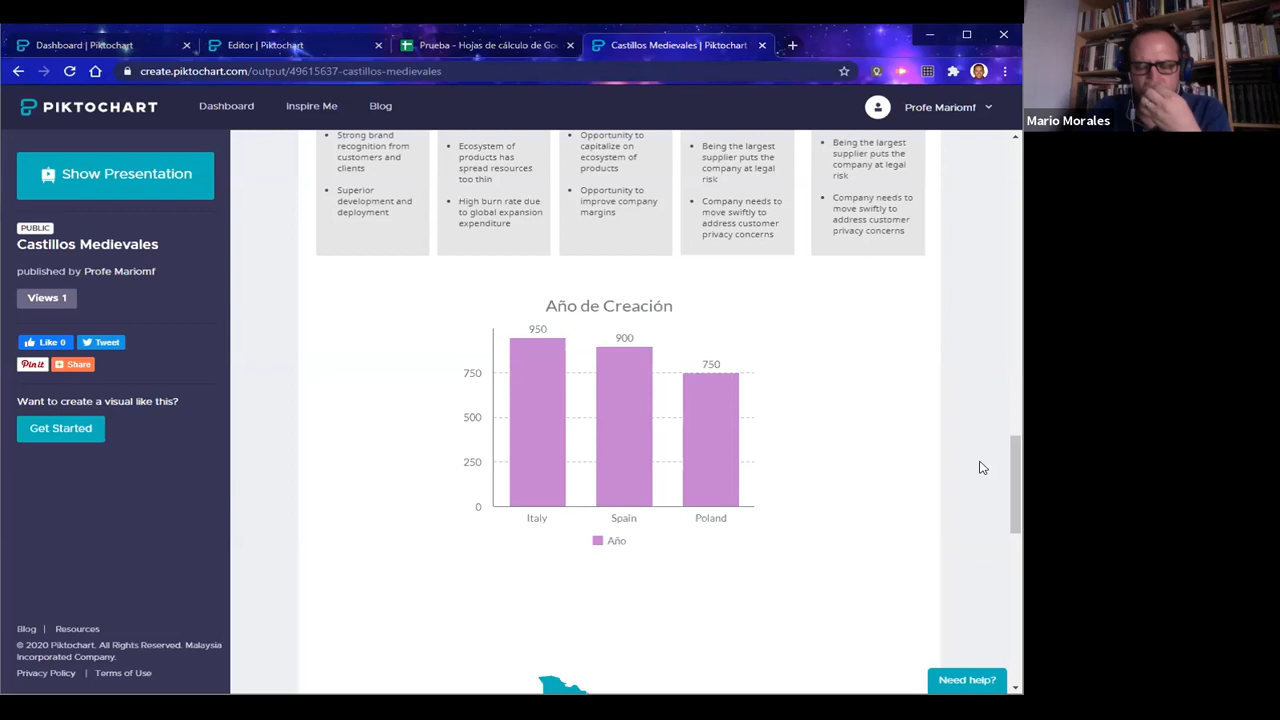 Dashboard | Piktochart
Editor | Piktochart
Prueba - Hojas de cálculo de Goo
Castillos Medievales | Piktochart
create.piktochart.com/output/49615637-castillos-medievales
PIKTOCHART
Dashboard
Inspire Me
Blog
Profe Mariomf
Mario Morales
Show Presentation
PUBLIC
Castillos Medievales
published by Profe Mariomf
Views 1
Like 0
Tweet
Pin it
Share
Want to create a visual like this?
Get Started
Blog | Resources
© 2020 Piktochart. All Rights Reserved. Malaysia
Incorporated Company.
Privacy Policy | Terms of Use
Strong brand
recognition from
customers and
clients
Superior
development and
deployment
Ecosystem of
products has
spread resources
too thin
High burn rate due
to global expansion
expenditure
Opportunity to
capitalize on
ecosystem of
products
Opportunity to
improve company
margins
Being the largest
supplier puts the
company at legal
risk
Company needs to
move swiftly to
address customer
privacy concerns
Being the largest
supplier puts the
company at legal
risk
Company needs to
move swiftly to
address customer
privacy concerns
Año de Creación
950
900
750
750
500
250
0
Italy
Spain
Poland
Año
Need help?